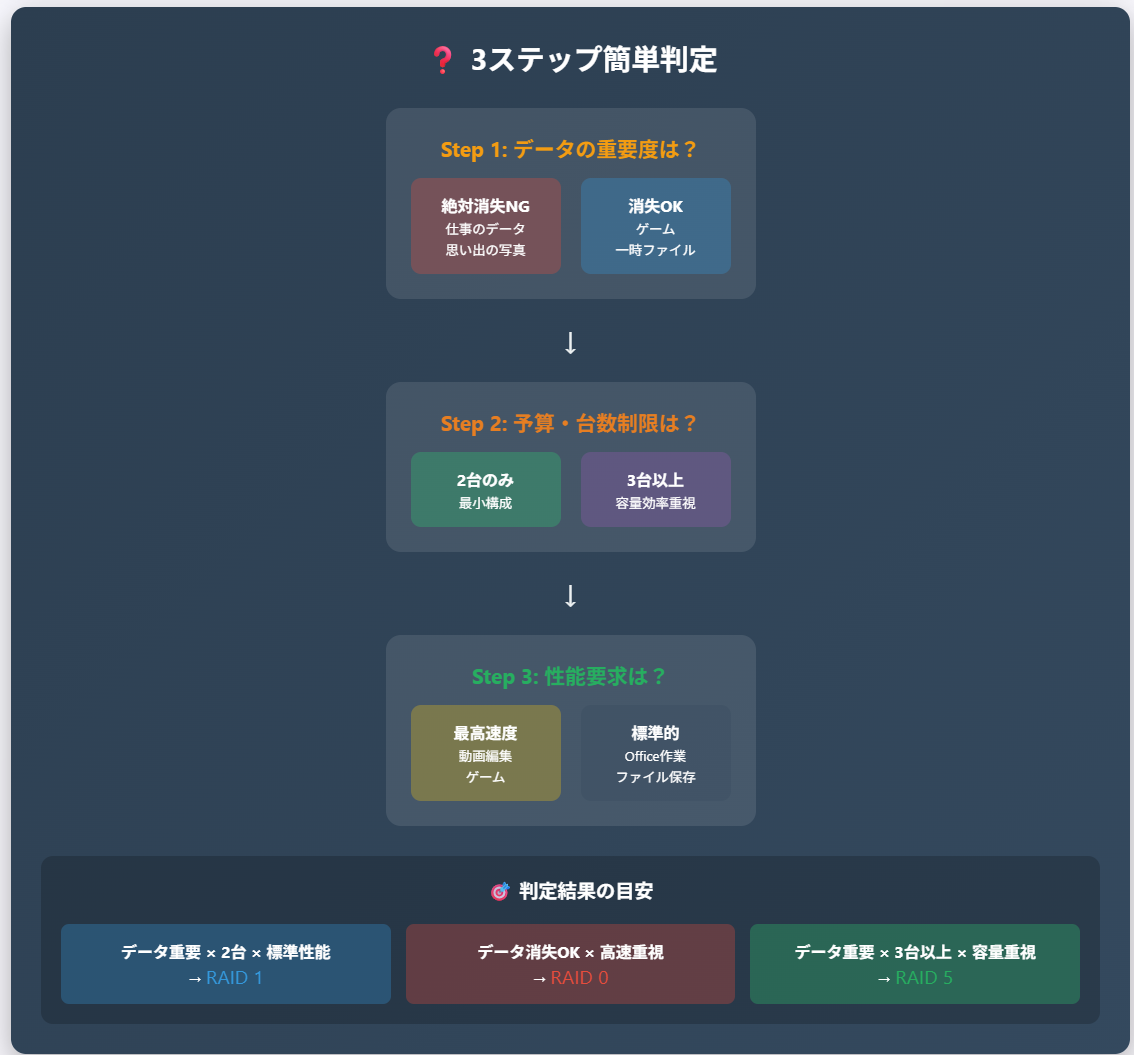 ❓ 3ステップ簡単判定
Step 1: データの重要度は？
絶対消失NG
仕事のデータ
思い出の写真
消失OK
ゲーム
一時ファイル
↓
Step 2: 予算・台数制限は？
2台のみ
最小構成
3台以上
容量効率重視
↓
Step 3: 性能要求は？
最高速度
動画編集
ゲーム
標準的
Office作業
ファイル保存
🎯 判定結果の目安
データ重要 × 2台 × 標準性能
→ RAID 1
データ消失OK × 高速重視
→ RAID 0
データ重要 × 3台以上 × 容量重視
→ RAID 5